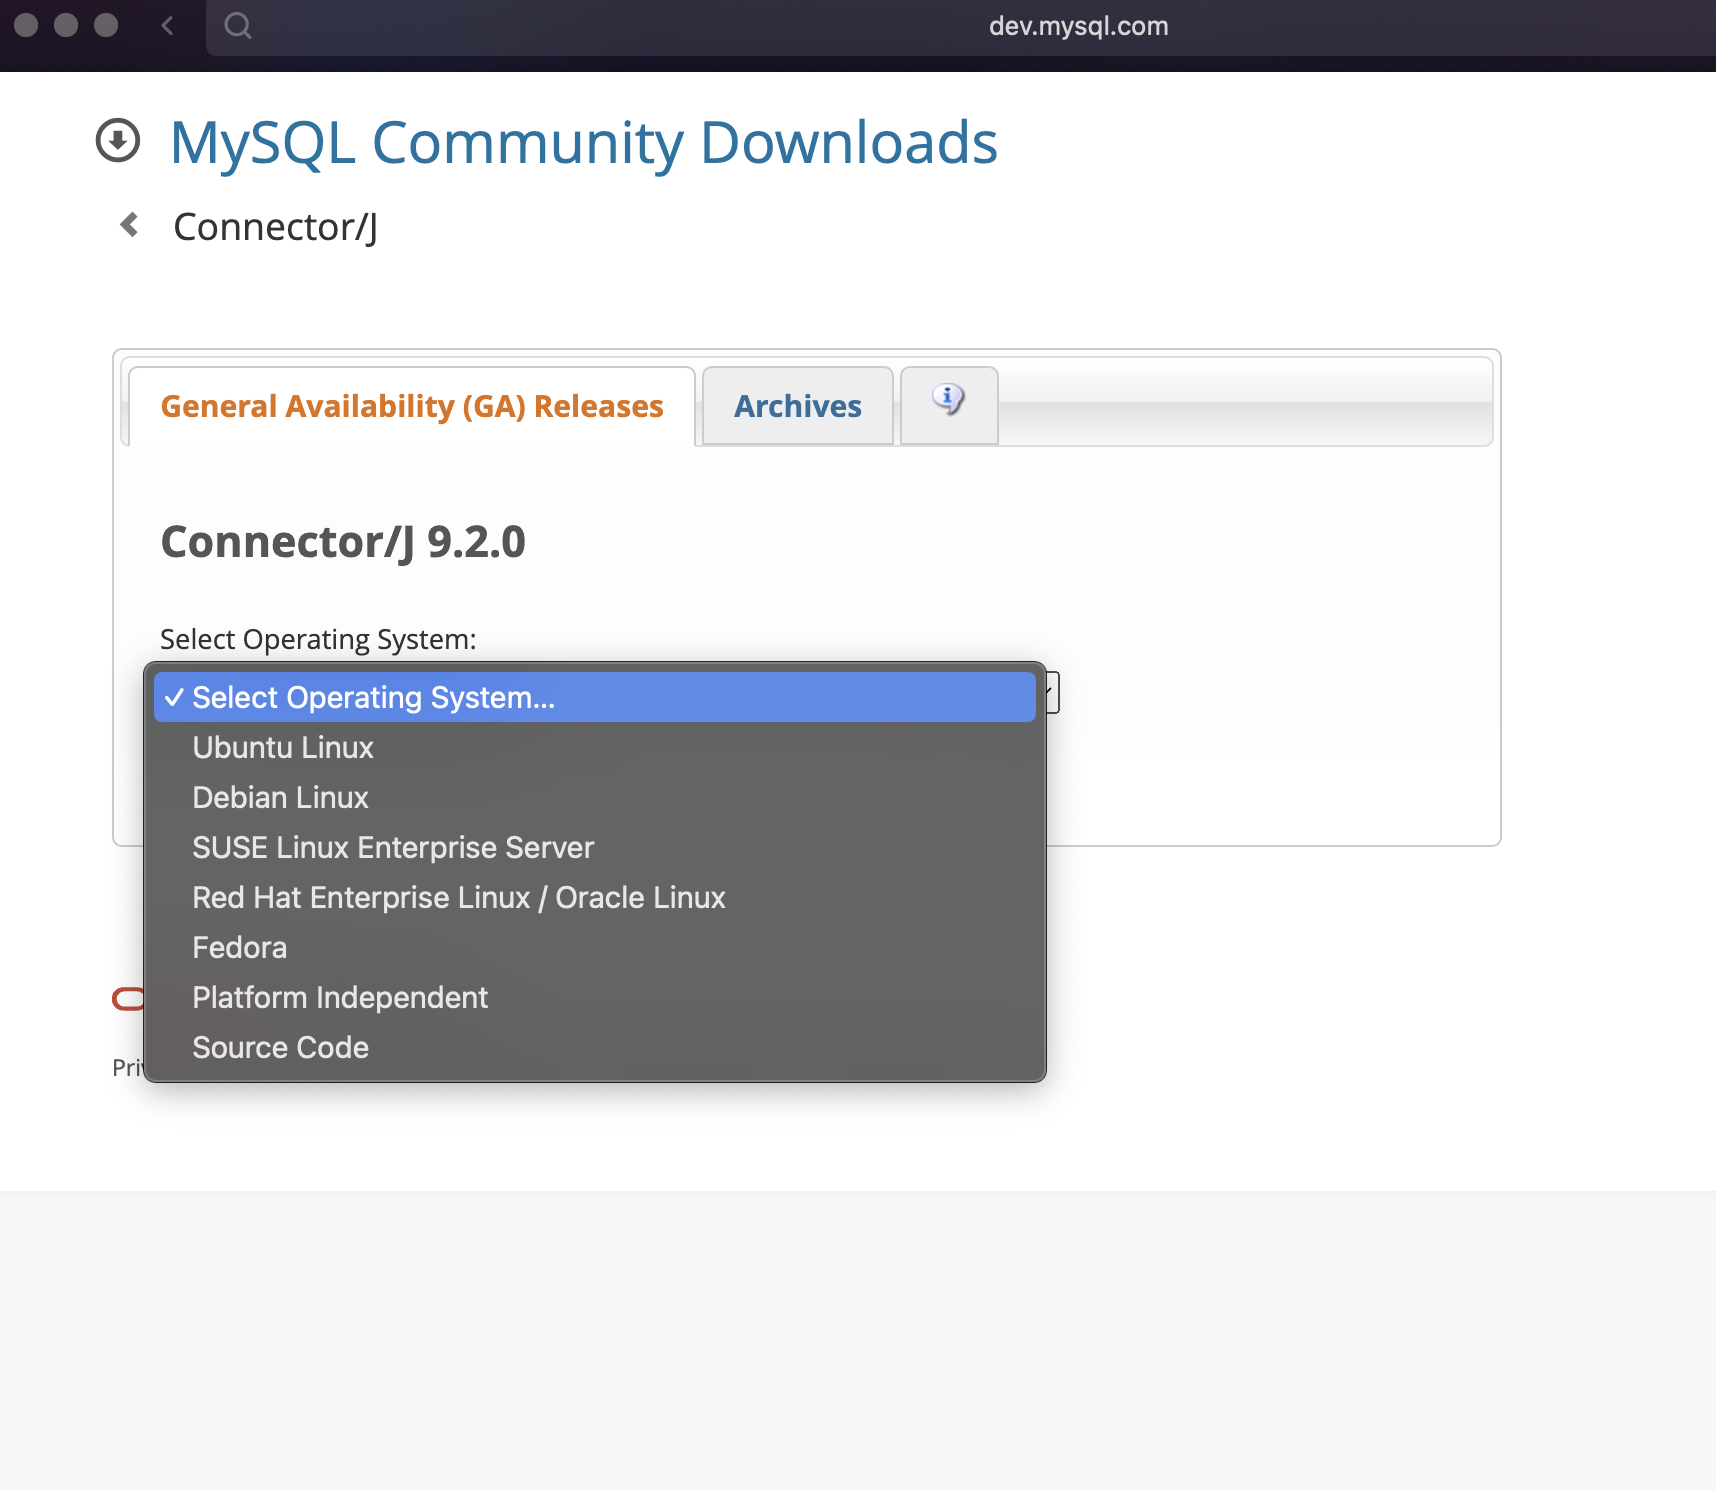 dev.mysql.com
MySQL Community Downloads
Connector/J
General Availability (GA) Releases
Archives
Connector/J 9.2.0
Select Operating System:
✓ Select Operating System...
Ubuntu Linux
Debian Linux
SUSE Linux Enterprise Server
Red Hat Enterprise Linux / Oracle Linux
Fedora
Platform Independent
Source Code